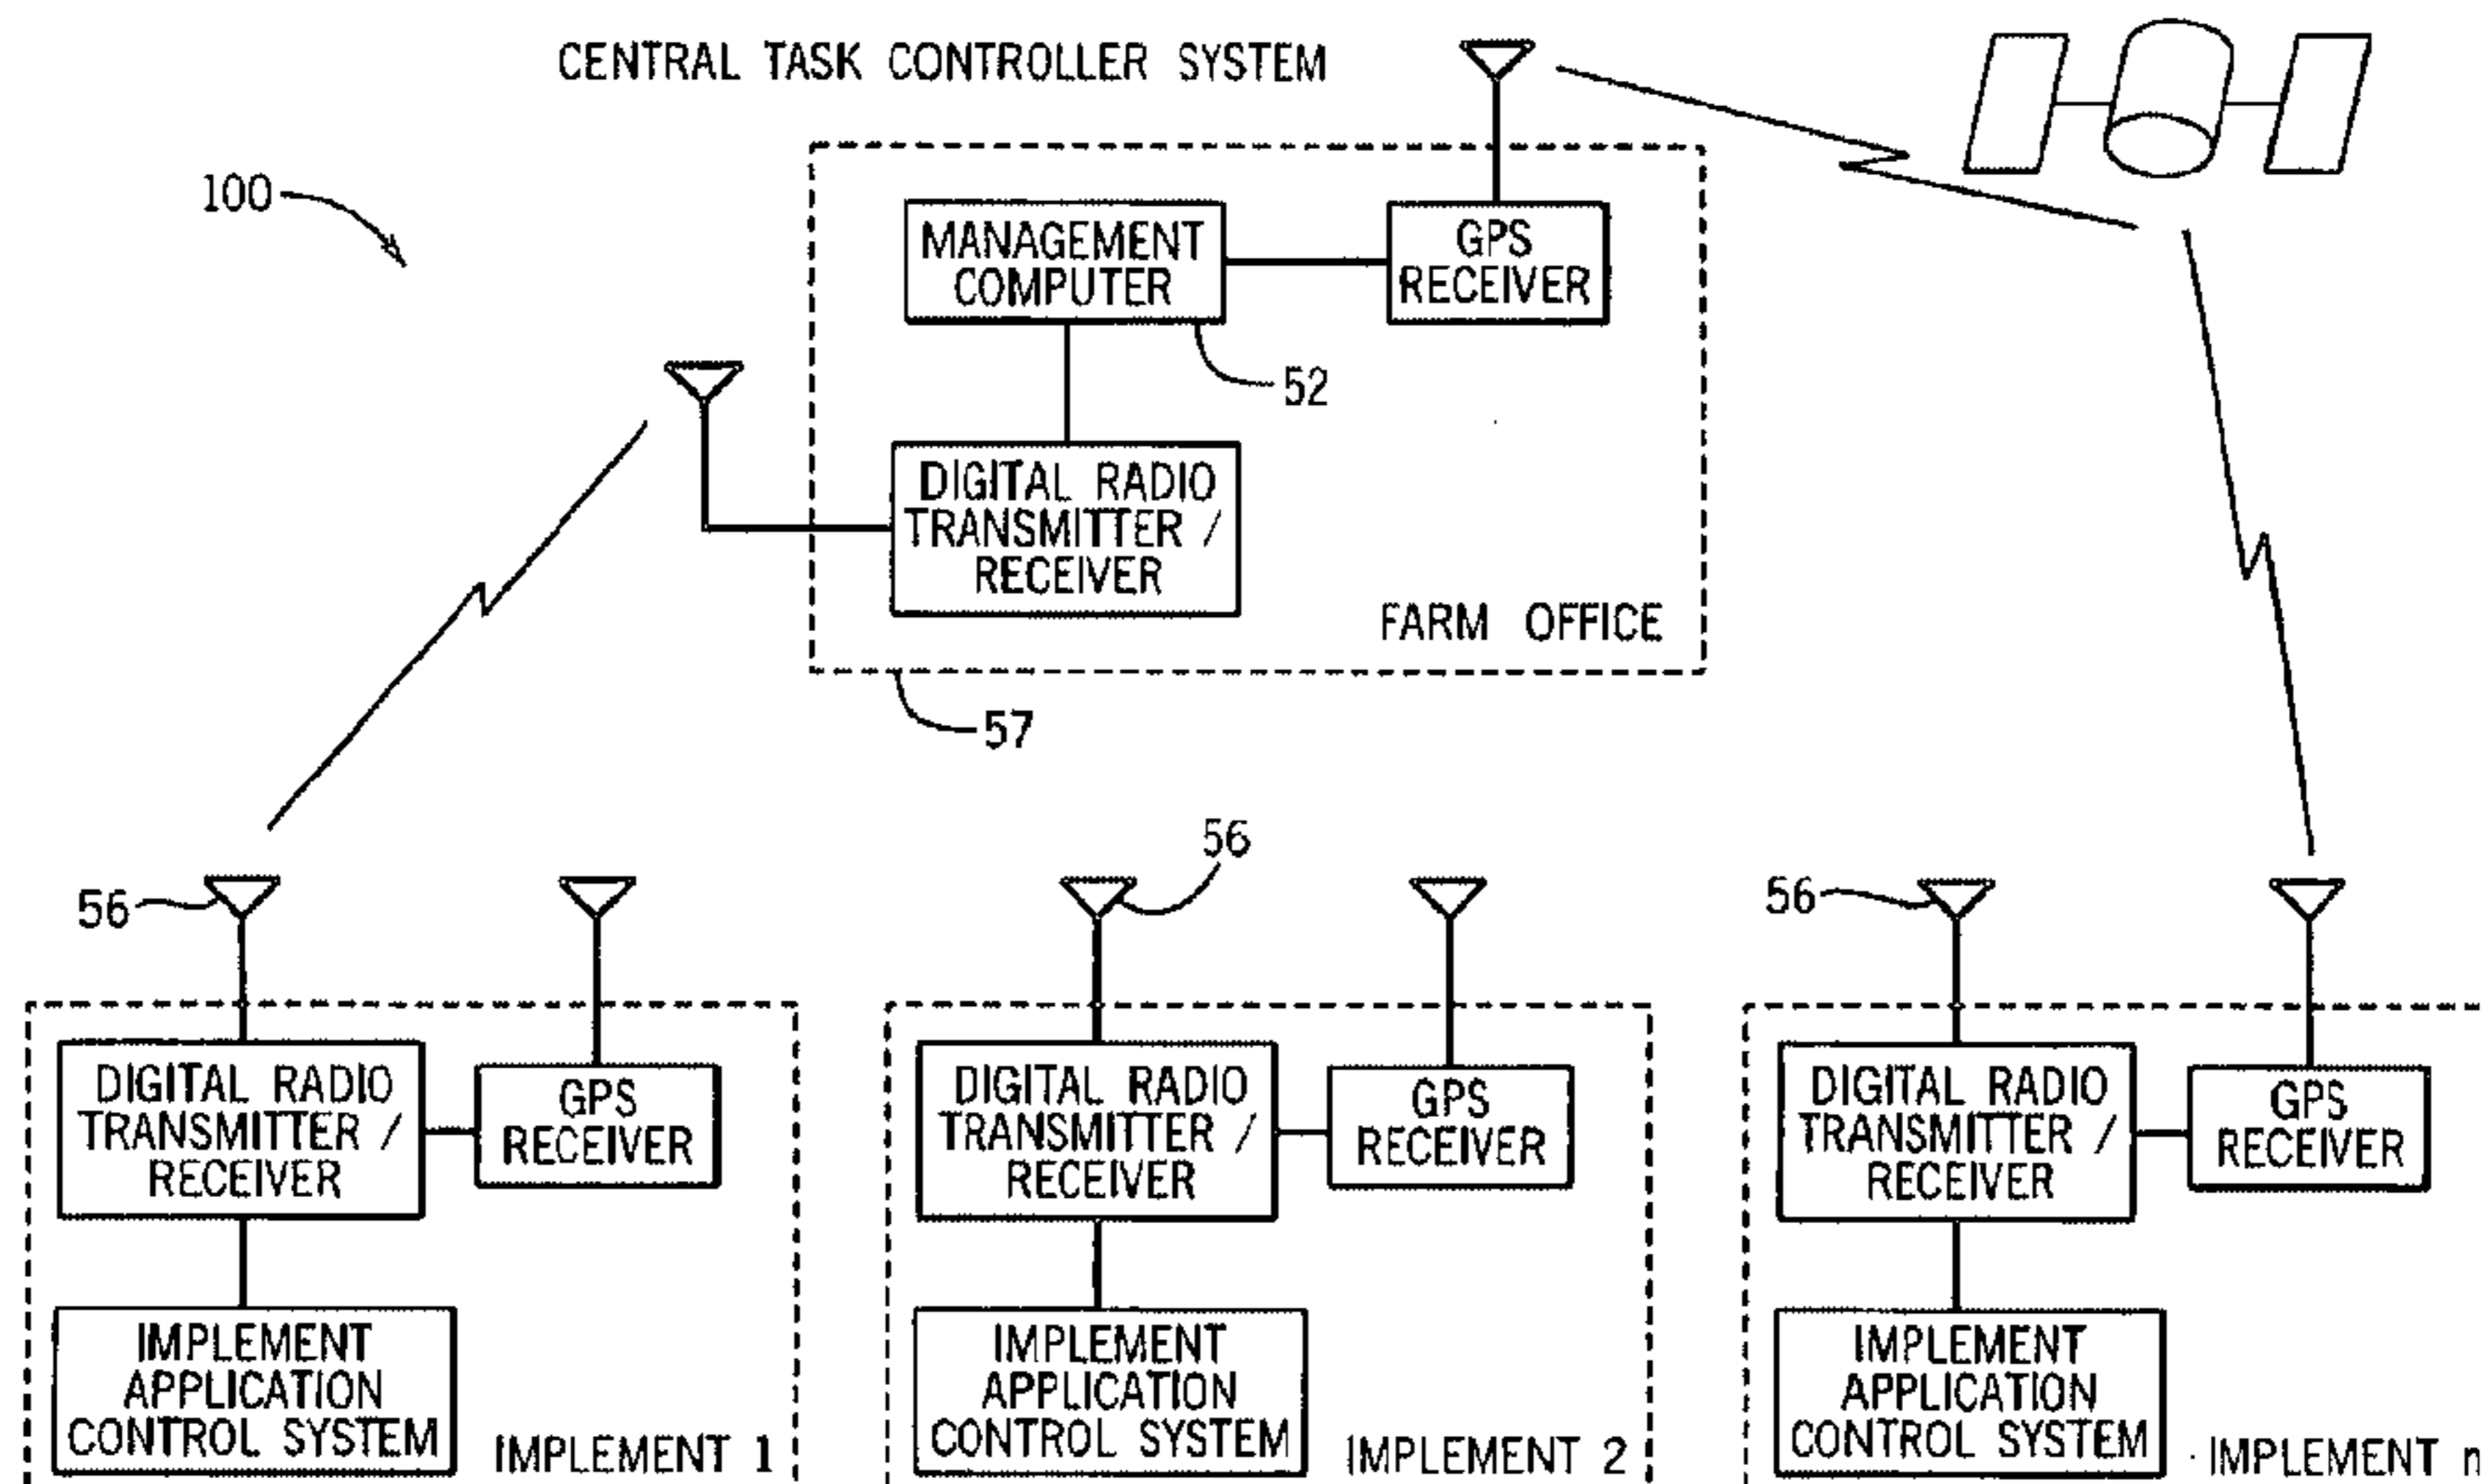 CENTRAL TASK CONTROLLER SYSTEM
100
MANAGEMENT
COMPUTER
GPS
RECEIVER
52
DIGITAL RADIO
TRANSMITTER /
RECEIVER
FARM OFFICE
57
56
56
56
DIGITAL RADIO
TRANSMITTER /
RECEIVER
GPS
RECEIVER
IMPLEMENT
APPLICATION
CONTROL SYSTEM
IMPLEMENT 1
DIGITAL RADIO
TRANSMITTER /
RECEIVER
GPS
RECEIVER
IMPLEMENT
APPLICATION
CONTROL SYSTEM
IMPLEMENT 2
DIGITAL RADIO
TRANSMITTER /
RECEIVER
GPS
RECEIVER
IMPLEMENT
APPLICATION
CONTROL SYSTEM
IMPLEMENT n